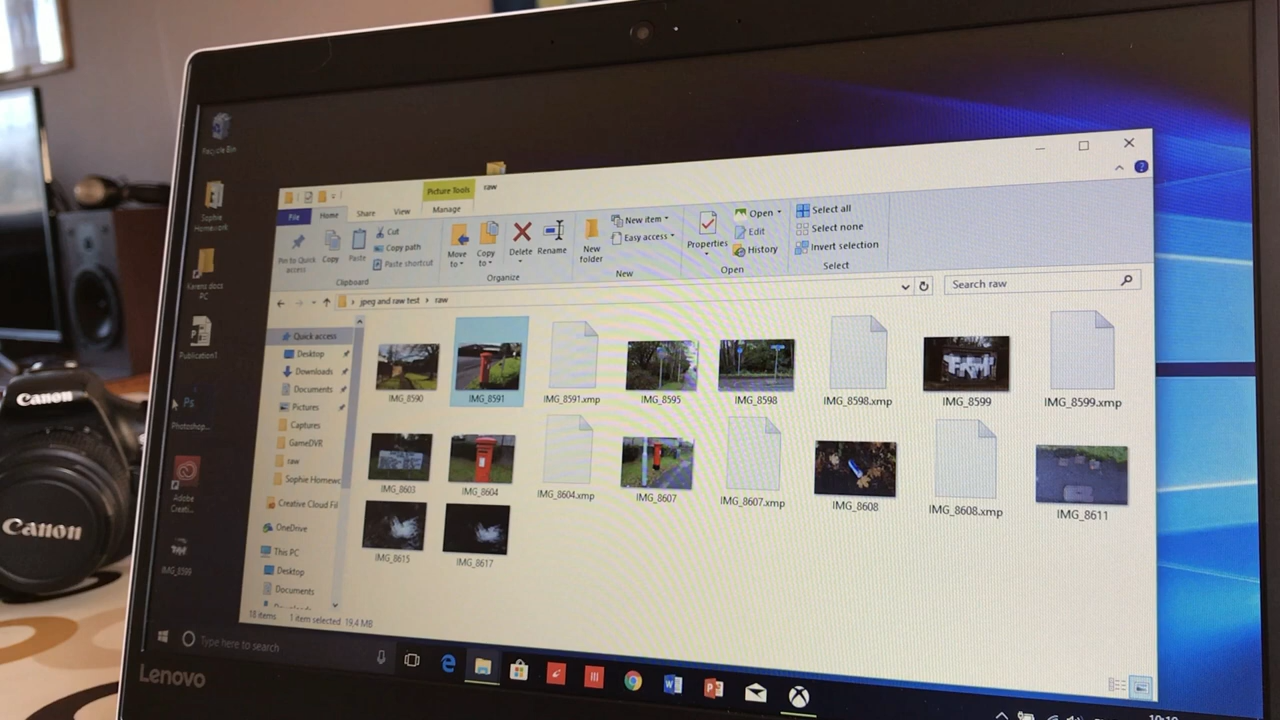 Recycle Bin
Sophie Homework
Kerens docs PC
Publication1
Photoshop...
Adobe Creati...
IMG_8599
Picture Tools
raw
File
Home
Share
View
Manage
Pin to Quick access
Copy
Paste
Cut
Copy path
Paste shortcut
Clipboard
Move to
Copy to
Delete
Rename
Organize
New folder
New item
Easy access
New
Properties
Open
Edit
History
Open
Select all
Select none
Invert selection
Select
jpeg and raw test > raw
Search raw
Quick access
Desktop
Downloads
Documents
Pictures
Captures
GameDVR
raw
Sophie Homewo
Creative Cloud Fil
OneDrive
This PC
Desktop
Documents
IMG_8590
IMG_8591
IMG_8591.xmp
IMG_8595
IMG_8598
IMG_8598.xmp
IMG_8599
IMG_8599.xmp
IMG_8603
IMG_8604
IMG_8604.xmp
IMG_8607
IMG_8607.xmp
IMG_8608
IMG_8608.xmp
IMG_8611
IMG_8615
IMG_8617
18 items 1 item selected 19,4 MB
Type here to search
Lenovo
Canon
Canon